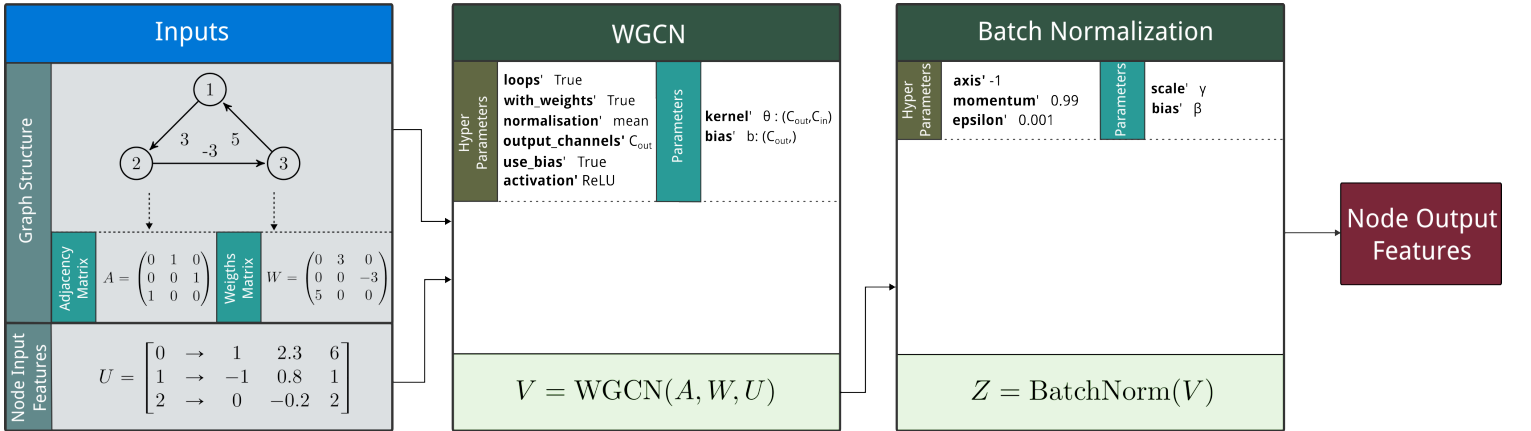 Inputs
Graph Structure
1
3
5
2
-3
3
Adjacency
Matrix
A = (0 1 0
0 0 1
1 0 0)
Weigths
Matrix
W = (0 3 0
0 0 −3
5 0 0)
Node Input
Features
U = [0 → 1 2.3 6
1 → −1 0.8 1
2 → 0 −0.2 2]
WGCN
Hyper
Parameters
loops' True
with_weights' True
normalisation' mean
output_channels' Cout
use_bias' True
activation' ReLU
Parameters
kernel' θ : (Cout,Cin)
bias' b: (Cout,)
V = WGCN(A, W, U)
Batch Normalization
Hyper
Parameters
axis' -1
momentum' 0.99
epsilon' 0.001
Parameters
scale' γ
bias' β
Z = BatchNorm(V)
Node Output
Features